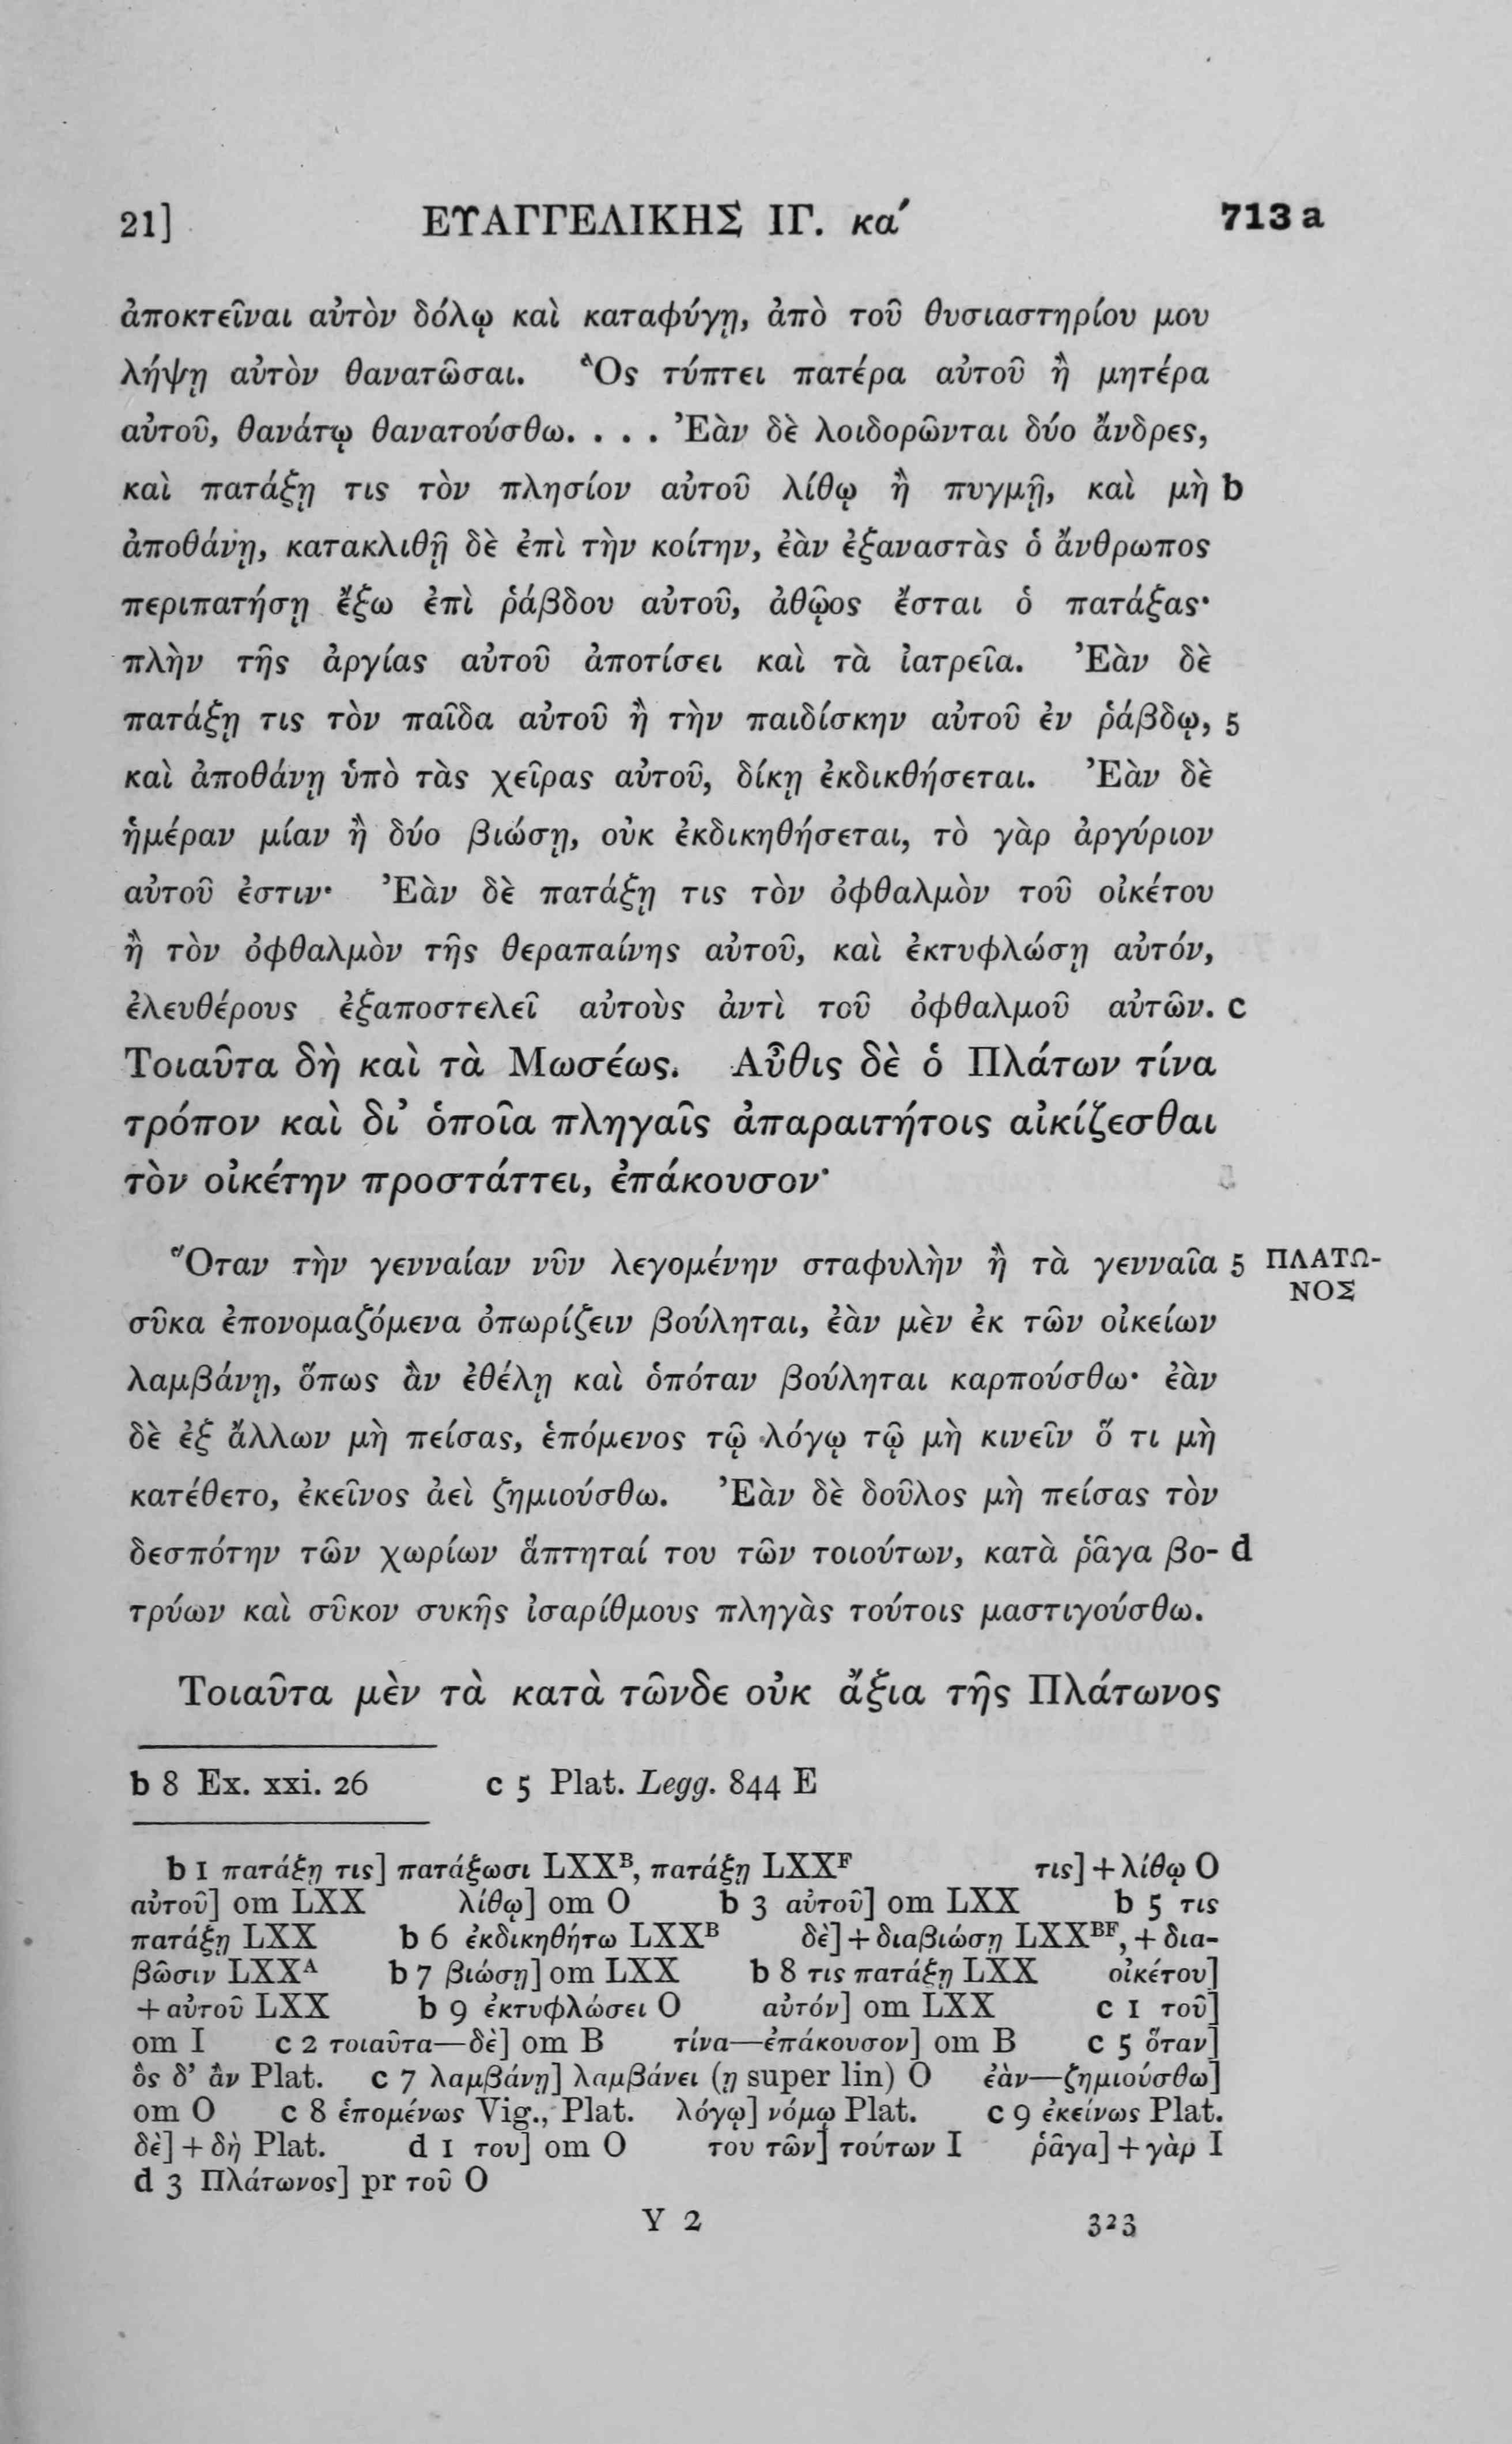 21] ΕΥΑΓΓΕΛΙΚΗΣ ΙΓ. κα´ 713 a
ἀποκτεῖναι αὐτὸν δόλῳ καὶ καταφύγῃ, ἀπὸ τοῦ θυσιαστηρίου μου
λήψῃ αὐτὸν θανατῶσαι. Ὃς τύπτει πατέρα αὐτοῦ ἢ μητέρα
αὐτοῦ, θανάτῳ θανατούσθω. . . . Ἐὰν δὲ λοιδορῶνται δύο ἄνδρες,
καὶ πατάξῃ τις τὸν πλησίον αὐτοῦ λίθῳ ἢ πυγμῇ, καὶ μὴ b
ἀποθάνῃ, κατακλιθῇ δὲ ἐπὶ τὴν κοίτην, ἐὰν ἐξαναστὰς ὁ ἄνθρωπος
περιπατήσῃ ἔξω ἐπὶ ῥάβδου αὐτοῦ, ἀθῷος ἔσται ὁ πατάξας·
πλὴν τῆς ἀργίας αὐτοῦ ἀποτίσει καὶ τὰ ἰατρεῖα. Ἐὰν δὲ
πατάξῃ τις τὸν παῖδα αὐτοῦ ἢ τὴν παιδίσκην αὐτοῦ ἐν ῥάβδῳ, 5
καὶ ἀποθάνῃ ὑπὸ τὰς χεῖρας αὐτοῦ, δίκῃ ἐκδικθήσεται. Ἐὰν δὲ
ἡμέραν μίαν ἢ δύο βιώσῃ, οὐκ ἐκδικηθήσεται, τὸ γὰρ ἀργύριον
αὐτοῦ ἐστιν· Ἐὰν δὲ πατάξῃ τις τὸν ὀφθαλμὸν τοῦ οἰκέτου
ἢ τὸν ὀφθαλμὸν τῆς θεραπαίνης αὐτοῦ, καὶ ἐκτυφλώσῃ αὐτόν,
ἐλευθέρους ἐξαποστελεῖ αὐτοὺς ἀντὶ τοῦ ὀφθαλμοῦ αὐτῶν. c
Τοιαῦτα δὴ καὶ τὰ Μωσέως. Αὖθις δὲ ὁ Πλάτων τίνα
τρόπον καὶ δι’ ὁποῖα πληγαῖς ἀπαραιτήτοις αἰκίζεσθαι
τὸν οἰκέτην προστάττει, ἐπάκουσον·
Ὅταν τὴν γενναίαν νῦν λεγομένην σταφυλὴν ἢ τὰ γενναῖα 5 ΠΛΑΤΩ-
ΝΟΣ
σῦκα ἐπονομαζόμενα ὀπωρίζειν βούληται, ἐὰν μὲν ἐκ τῶν οἰκείων
λαμβάνῃ, ὅπως ἂν ἐθέλῃ καὶ ὁπόταν βούληται καρπούσθω· ἐὰν
δὲ ἐξ ἄλλων μὴ πείσας, ἑπόμενος τῷ λόγῳ τῷ μὴ κινεῖν ὅ τι μὴ
κατέθετο, ἐκεῖνος ἀεὶ ζημιούσθω. Ἐὰν δὲ δοῦλος μὴ πείσας τὸν
δεσπότην τῶν χωρίων ἅπτηταί του τῶν τοιούτων, κατὰ ῥᾶγα βο- d
τρύων καὶ σῦκον συκῆς ἰσαρίθμους πληγὰς τούτοις μαστιγούσθω.
Τοιαῦτα μὲν τὰ κατὰ τῶνδε οὐκ ἄξια τῆς Πλάτωνος
b 8 Ex. xxi. 26 c 5 Plat. Legg. 844 E
b 1 πατάξῃ τις] πατάξωσι LXXᴮ, πατάξῃ LXXF τις] + λίθῳ O
αὐτοῦ] om LXX λίθῳ] om O b 3 αὐτοῦ] om LXX b 5 τις
πατάξῃ LXX b 6 ἐκδικηθήτω LXXᴮ δὲ] + διαβιώσῃ LXXBF, + δια-
βῶσιν LXXᴬ b 7 βιώσῃ] om LXX b 8 τις πατάξῃ LXX οἰκέτου]
+ αὐτοῦ LXX b 9 ἐκτυφλώσει O αὐτόν] om LXX c 1 τοῦ]
om I c 2 τοιαῦτα—δὲ] om B τίνα—ἐπάκουσον] om B c 5 ὅταν]
ὃς δ’ ἂν Plat. c 7 λαμβάνῃ] λαμβάνει (ῃ super lin) O ἐὰν—ζημιούσθω]
om O c 8 ἑπομένως Vig., Plat. λόγῳ] νόμῳ Plat. c 9 ἐκείνως Plat.
δὲ] + δὴ Plat. d 1 του] om O του τῶν] τούτων I ῥᾶγα] + γὰρ I
d 3 Πλάτωνος] pr τοῦ O
Y 2 323